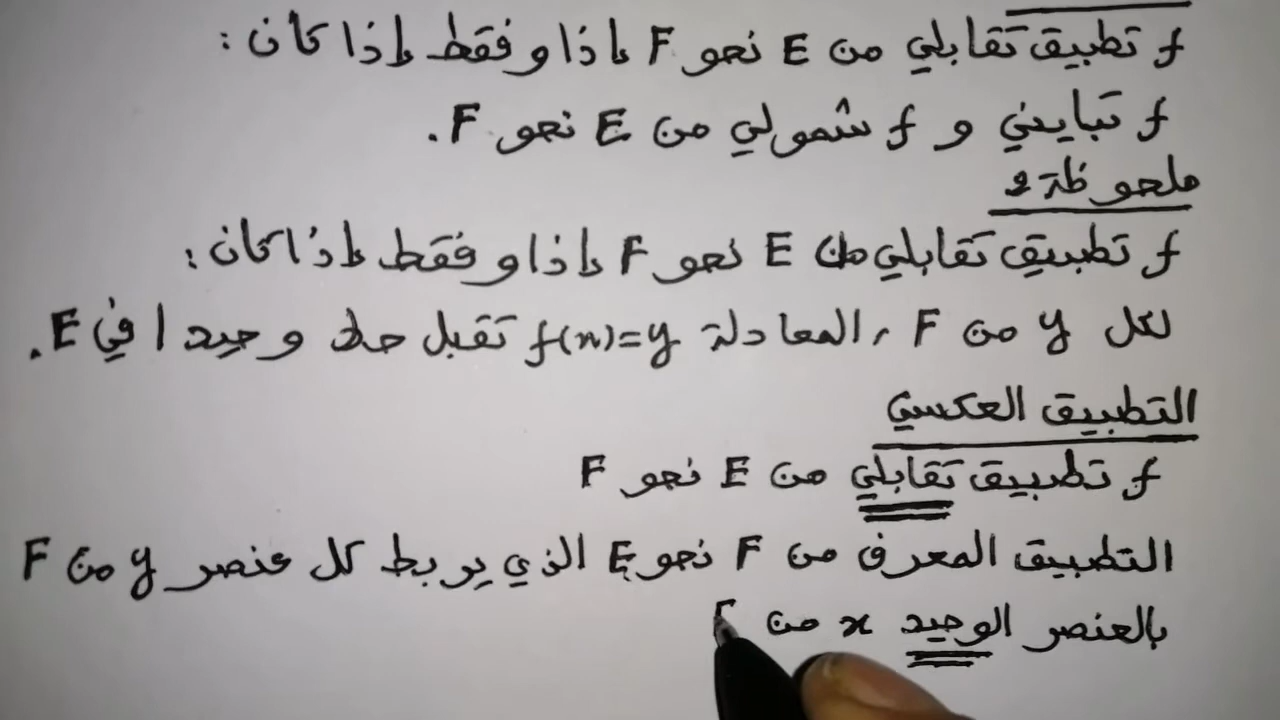 f تطبيق تقابلي من E نحو F إذا وفقط إذا كان :
f تبايني و f شمولي من E نحو F.
ملحوظة:
f تطبيق تقابلي من E نحو F إذا وفقط إذا كان :
لكل y من F ، المعادلة f(x)=y تقبل حلا وحيدا في E.
التطبيق العكسي
f تطبيق تقابلي من E نحو F
التطبيق المعرف من F نحو E الذي يربط كل عنصر y من F
بالعنصر الوحيد x من